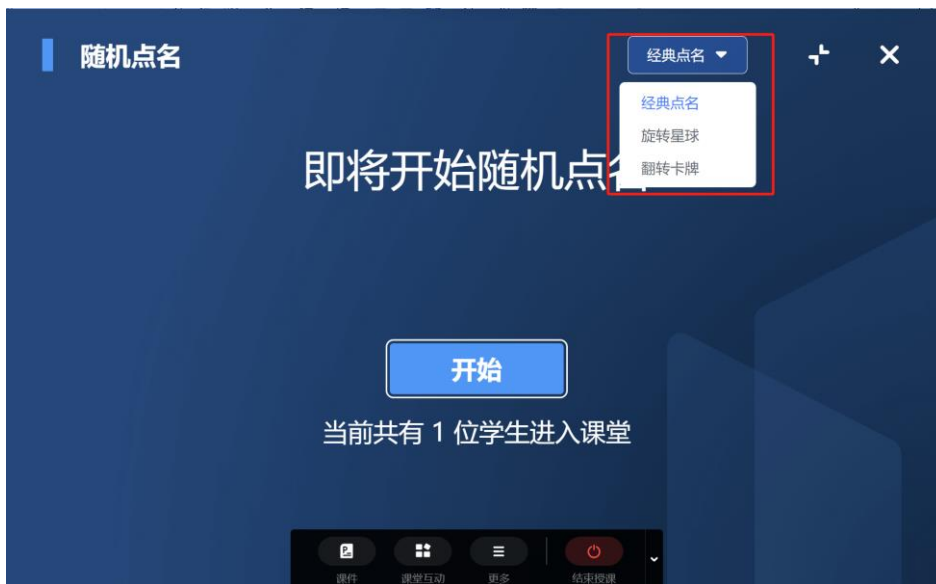 随机点名
经典点名
经典点名
旋转星球
翻转卡牌
即将开始随机点
开始
当前共有 1 位学生进入课堂
课件
课堂互动
更多
结束授课